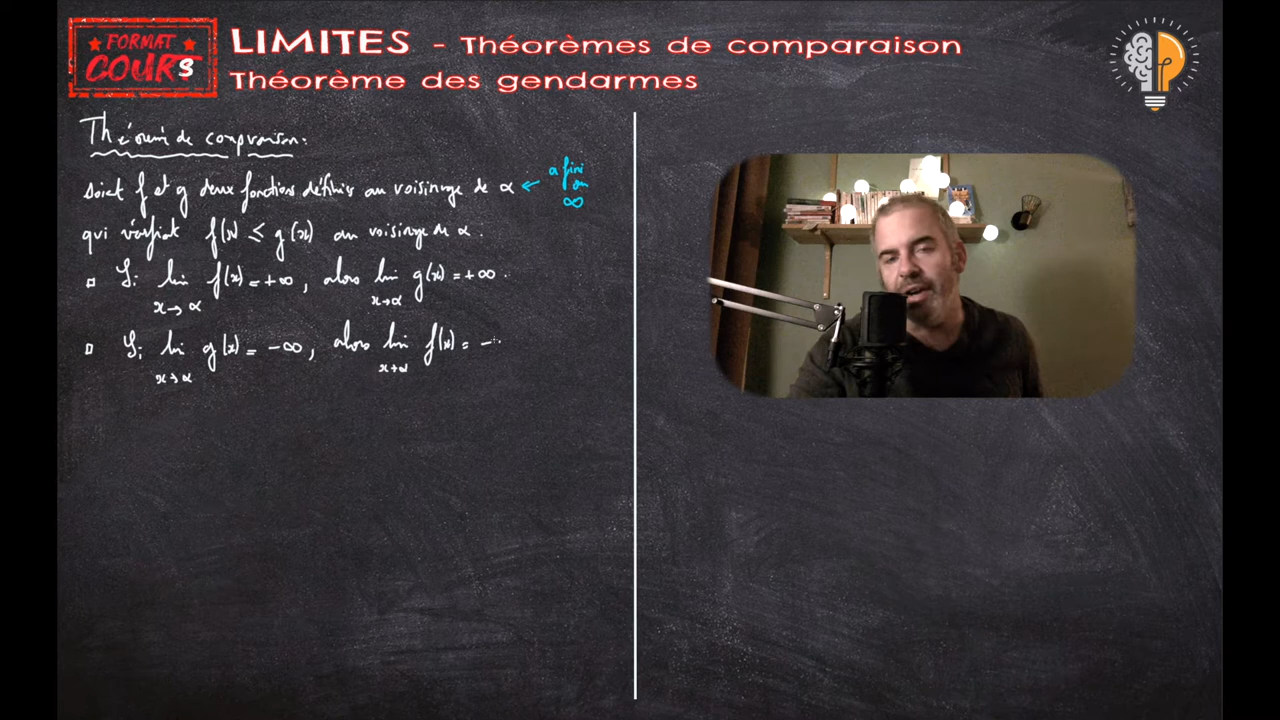 FORMAT
COURS
LIMITES - Théorèmes de comparaison
Théorème des gendarmes
Théorème de comparaison.
Soient f et g deux fonctions définies au voisinage de α ← a fini
ou
∞
qui vérifient f(x) ≤ g(x) au voisinage de α.
▫ Si lim f(x) = +∞, alors lim g(x) = +∞.
x→α x→α
▫ Si lim g(x) = -∞, alors lim f(x) = -
x→α x→α